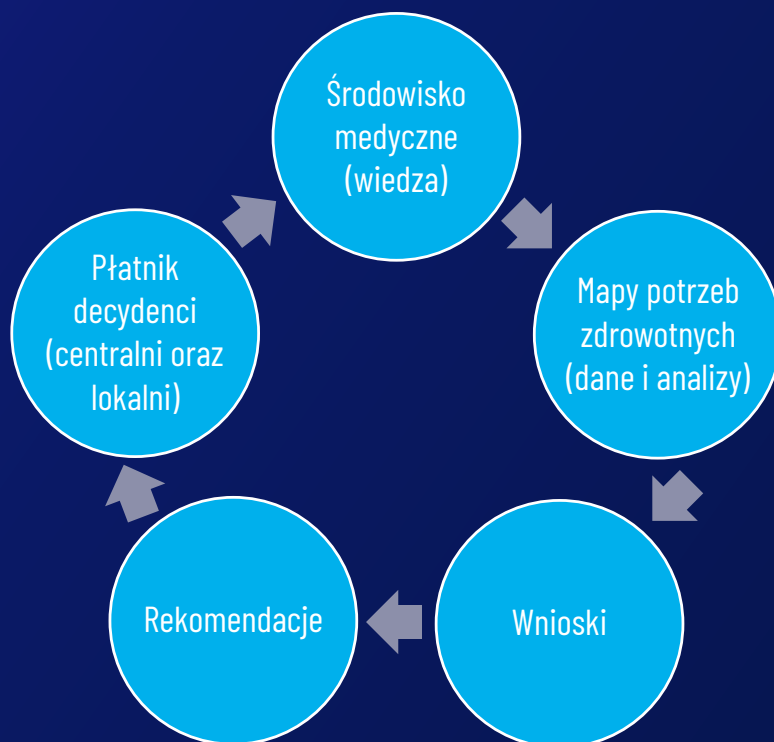 Środowisko
medyczne
(wiedza)
Mapy potrzeb
zdrowotnych
(dane i analizy)
Wnioski
Rekomendacje
Płatnik
decydenci
(centralni oraz
lokalni)